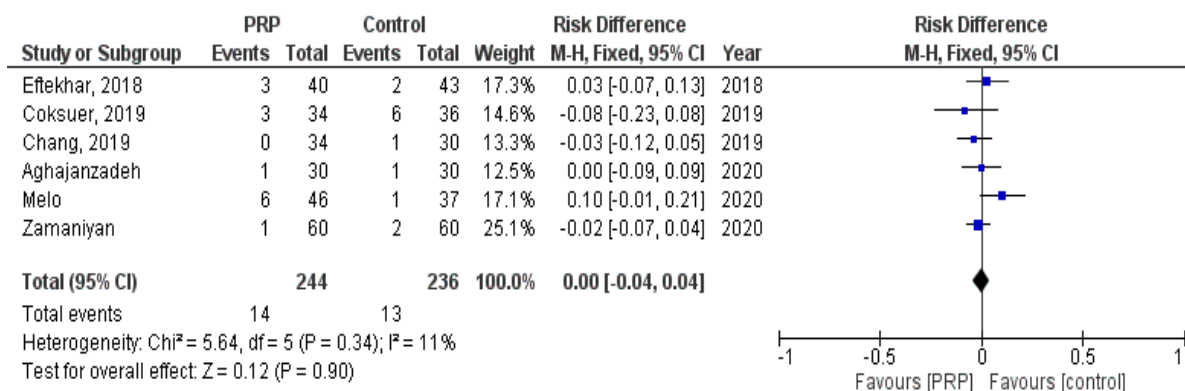 PRP Control Risk Difference Risk Difference
Study or Subgroup Events Total Events Total Weight M-H, Fixed, 95% CI Year M-H, Fixed, 95% CI
Eftekhar, 2018 3 40 2 43 17.3% 0.03 [-0.07, 0.13] 2018
Coksuer, 2019 3 34 6 36 14.6% -0.08 [-0.23, 0.08] 2019
Chang, 2019 0 34 1 30 13.3% -0.03 [-0.12, 0.05] 2019
Aghajanzadeh 1 30 1 30 12.5% 0.00 [-0.09, 0.09] 2020
Melo 6 46 1 37 17.1% 0.10 [-0.01, 0.21] 2020
Zamaniyan 1 60 2 60 25.1% -0.02 [-0.07, 0.04] 2020
Total (95% CI) 244 236 100.0% 0.00 [-0.04, 0.04]
Total events 14 13
Heterogeneity: Chi² = 5.64, df = 5 (P = 0.34); I² = 11%
Test for overall effect: Z = 0.12 (P = 0.90)
-1 -0.5 0 0.5 1
Favours [PRP] Favours [control]